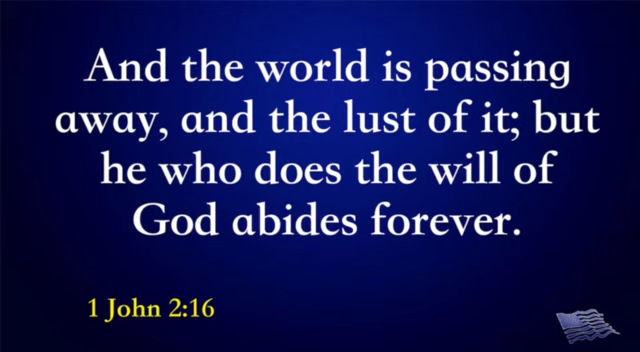 And the world is passing
away, and the lust of it; but
he who does the will of
God abides forever.
1 John 2:16